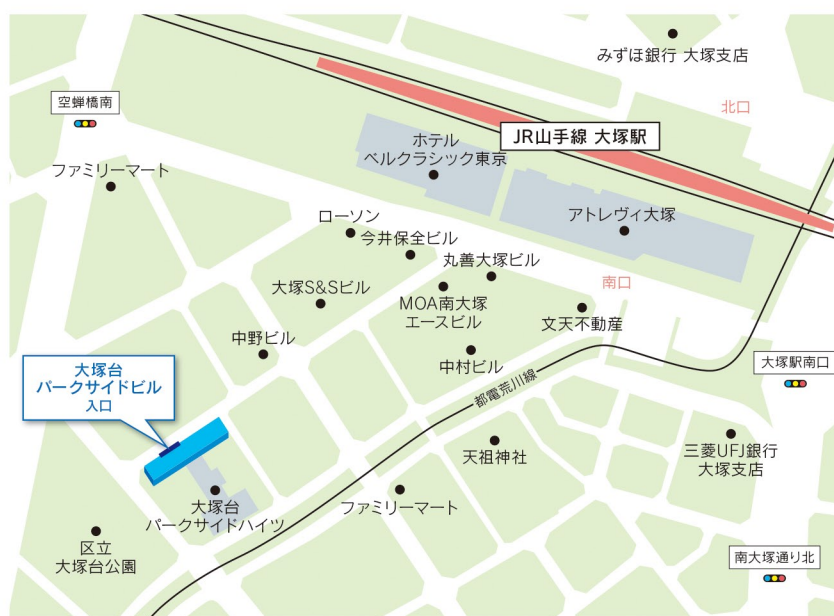 みずほ銀行 大塚支店
空蝉橋南
北口
JR山手線 大塚駅
ホテル
ベルクラシック東京
ファミリーマート
アトレヴィ大塚
ローソン
今井保全ビル
丸善大塚ビル
南口
大塚S&Sビル
MOA南大塚
エースビル
文天不動産
中野ビル
中村ビル
大塚駅南口
大塚台
パークサイドビル
入口
都電荒川線
天祖神社
三菱UFJ銀行
大塚支店
大塚台
パークサイドハイツ
ファミリーマート
区立
大塚台公園
南大塚通り北